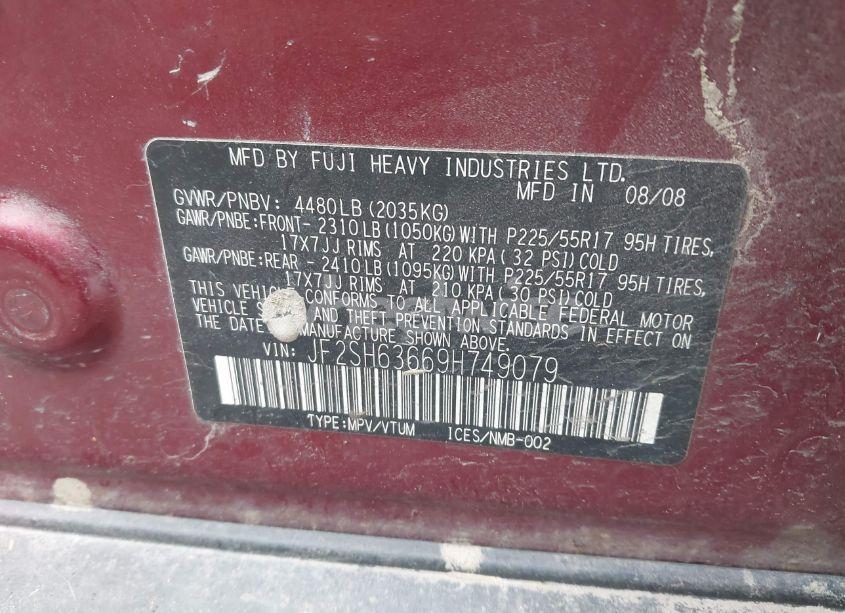 MFD BY FUJI HEAVY INDUSTRIES LTD.
MFD IN 08/08
GVWR/PNBV: 4480LB(2035KG)
GAWR/PNBE:FRONT-2310LB(1050KG)WITH P225/55R17 95H TIRES,
17X7JJ RIMS AT 220 KPA(32 PSI)COLD
GAWR/PNBE:REAR -2410LB(1095KG)WITH P225/55R17 95H TIRES,
17X7JJ RIMS AT 210 KPA(30 PSI)COLD
THIS VEHICLE CONFORMS TO ALL APPLICABLE FEDERAL MOTOR
VEHICLE AND THEFT PREVENTION STANDARDS IN EFFECT ON
THE DATE MANUFACTURE SHOWN ABOVE.
VIN: JF2SH63669H749079
TYPE:MPV/VTUM ICES/NMB-002